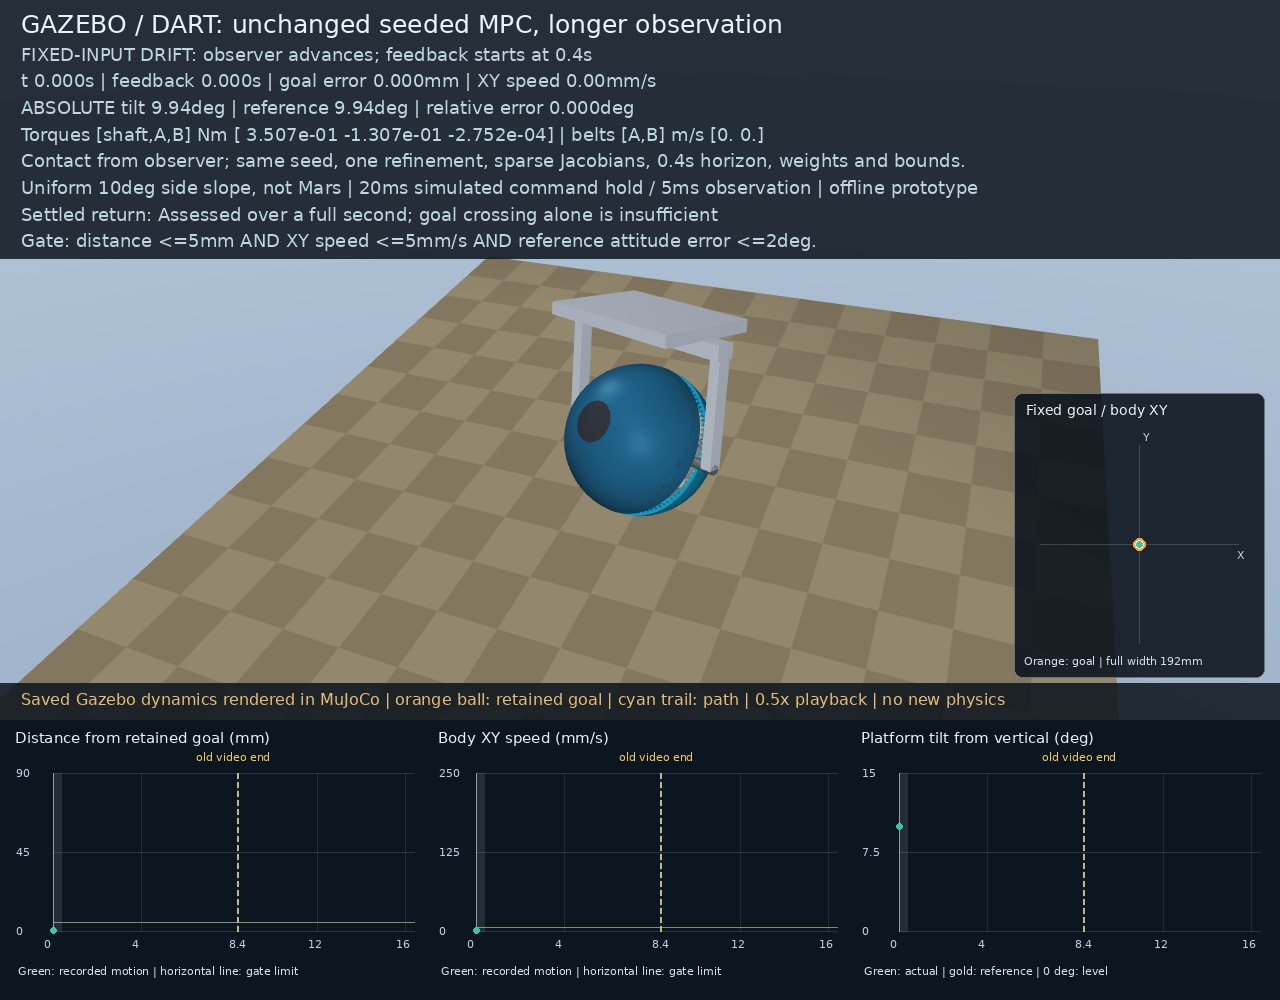 GAZEBO / DART: unchanged seeded MPC, longer observation
FIXED-INPUT DRIFT: observer advances; feedback starts at 0.4s
t 0.000s | feedback 0.000s | goal error 0.000mm | XY speed 0.00mm/s
ABSOLUTE tilt 9.94deg | reference 9.94deg | relative error 0.000deg
Torques [shaft,A,B] Nm [ 3.507e-01 -1.307e-01 -2.752e-04] | belts [A,B] m/s [0. 0.]
Contact from observer; same seed, one refinement, sparse Jacobians, 0.4s horizon, weights and bounds.
Uniform 10deg side slope, not Mars | 20ms simulated command hold / 5ms observation | offline prototype
Settled return: Assessed over a full second; goal crossing alone is insufficient
Gate: distance <=5mm AND XY speed <=5mm/s AND reference attitude error <=2deg.
Fixed goal / body XY
Y
X
Orange: goal | full width 192mm
Saved Gazebo dynamics rendered in MuJoCo | orange ball: retained goal | cyan trail: path | 0.5x playback | no new physics
Distance from retained goal (mm)
old video end
90
45
0
0 4 8.4 12 16
Green: recorded motion | horizontal line: gate limit
Body XY speed (mm/s)
old video end
250
125
0
0 4 8.4 12 16
Green: recorded motion | horizontal line: gate limit
Platform tilt from vertical (deg)
old video end
15
7.5
0
0 4 8.4 12 16
Green: actual | gold: reference | 0 deg: level